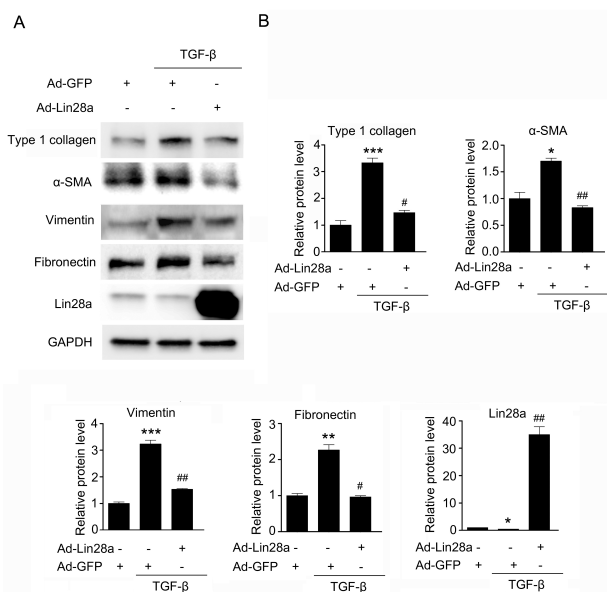 A
B
TGF-β
Ad-GFP + + -
Ad-Lin28a - - +
Type 1 collagen
α-SMA
Vimentin
Fibronectin
Lin28a
GAPDH
Type 1 collagen
Relative protein level
4
3
2
1
0
***
#
Ad-Lin28a - - +
Ad-GFP + + -
TGF-β
α-SMA
Relative protein level
2.0
1.5
1.0
0.5
0.0
*
##
Ad-Lin28a - - +
Ad-GFP + + -
TGF-β
Vimentin
Relative protein level
4
3
2
1
0
***
##
Ad-Lin28a - - +
Ad-GFP + + -
TGF-β
Fibronectin
Relative protein level
3
2
1
0
**
#
Ad-Lin28a - - +
Ad-GFP + + -
TGF-β
Lin28a
Relative protein level
40
30
20
10
0
*
##
Ad-Lin28a - - +
Ad-GFP + + -
TGF-β